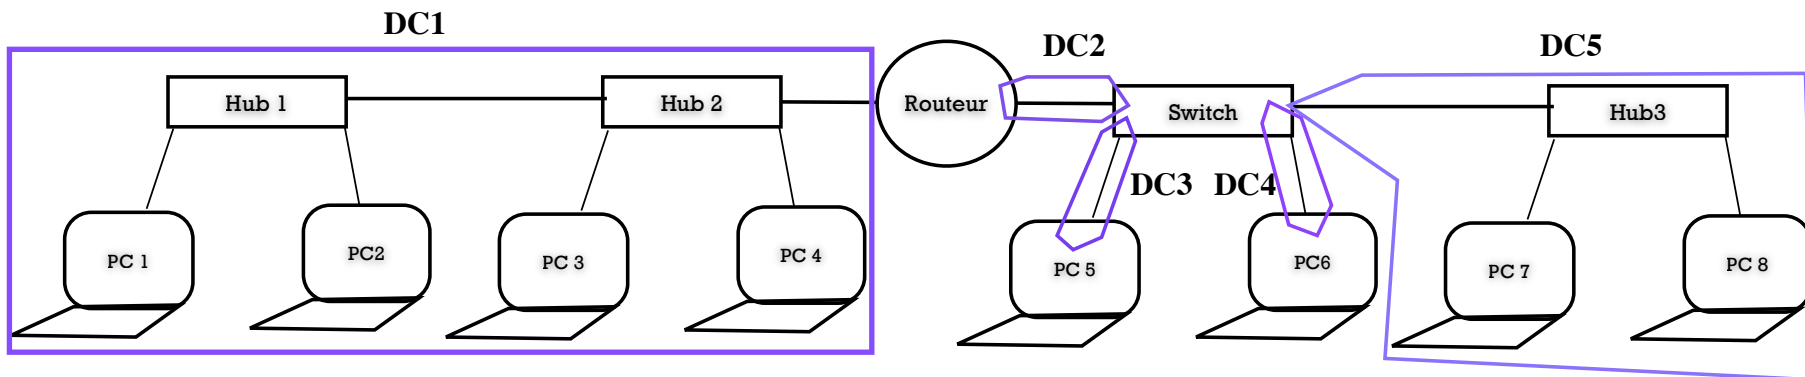 DC1
DC2
DC5
Hub 1
Hub 2
Routeur
Switch
Hub3
DC3
DC4
PC 1
PC2
PC 3
PC 4
PC 5
PC6
PC 7
PC 8